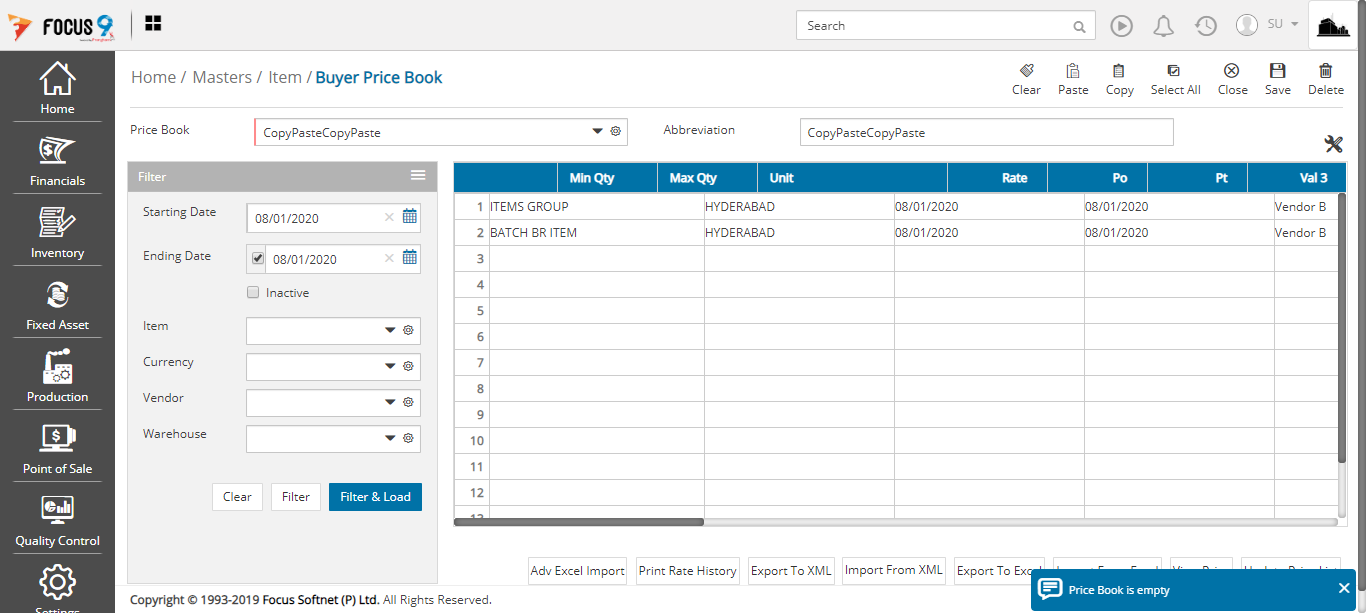 FOCUS 9
Search
SU
Home / Masters / Item / Buyer Price Book
Clear Paste Copy Select All Close Save Delete
Price Book CopyPasteCopyPaste Abbreviation CopyPasteCopyPaste
Home
Financials
Inventory
Fixed Asset
Production
Point of Sale
Quality Control
Settings
Filter
Starting Date 08/01/2020
Ending Date 08/01/2020
Inactive
Item
Currency
Vendor
Warehouse
Clear Filter Filter & Load
Min Qty Max Qty Unit Rate Po Pt Val 3
1 ITEMS GROUP HYDERABAD 08/01/2020 08/01/2020 Vendor B
2 BATCH BR ITEM HYDERABAD 08/01/2020 08/01/2020 Vendor B
3
4
5
6
7
8
9
10
11
12
13
Adv Excel Import Print Rate History Export To XML Import From XML Export To Excel
Price Book is empty
Copyright © 1993-2019 Focus Softnet (P) Ltd. All Rights Reserved.